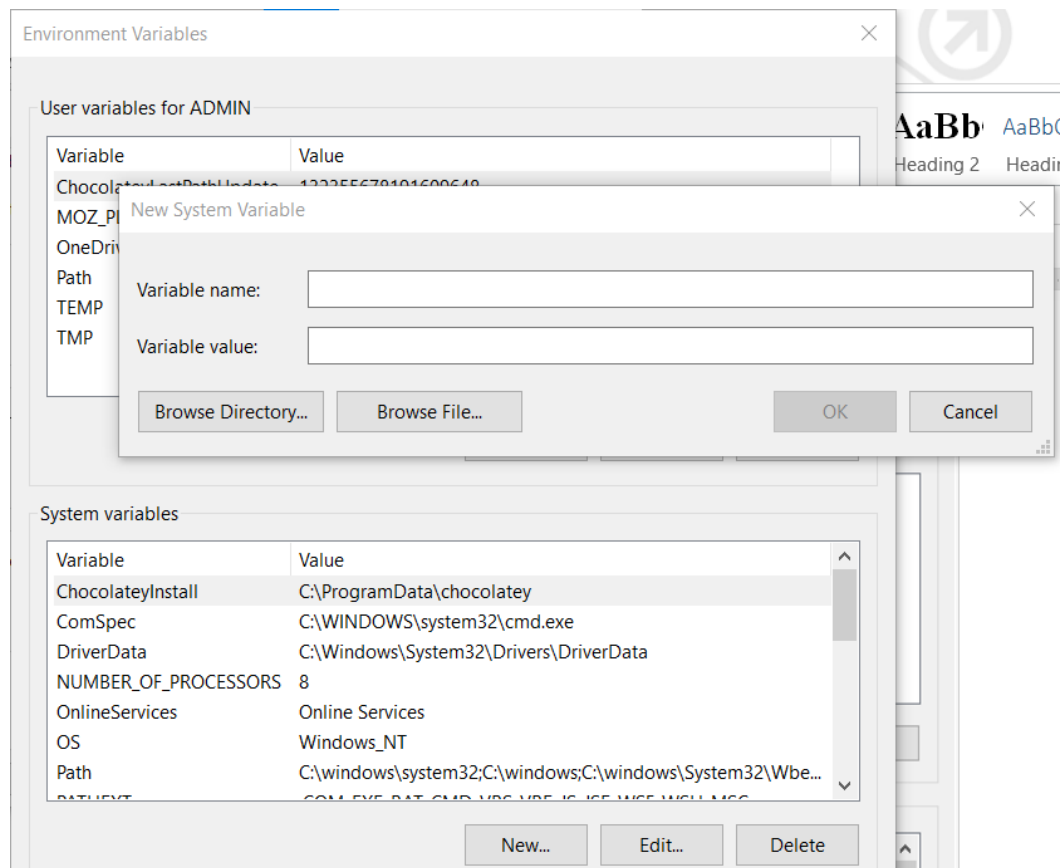 Environment Variables
User variables for ADMIN
AaBb AaBb
Variable Value
Heading 2
MOZ_
New System Variable
Path
Variable name:
TEMP
TMP
Variable value:
Browse Directory... Browse File... OK Cancel
System variables
Variable Value
ChocolateyInstall C:\ProgramData\chocolatey
ComSpec C:\WINDOWS\system32\cmd.exe
DriverData C:\Windows\System32\Drivers\DriverData
NUMBER_OF_PROCESSORS 8
OnlineServices Online Services
OS Windows_NT
Path C:\windows\system32;C:\windows;C:\windows\System32\Wbe...
New... Edit... Delete